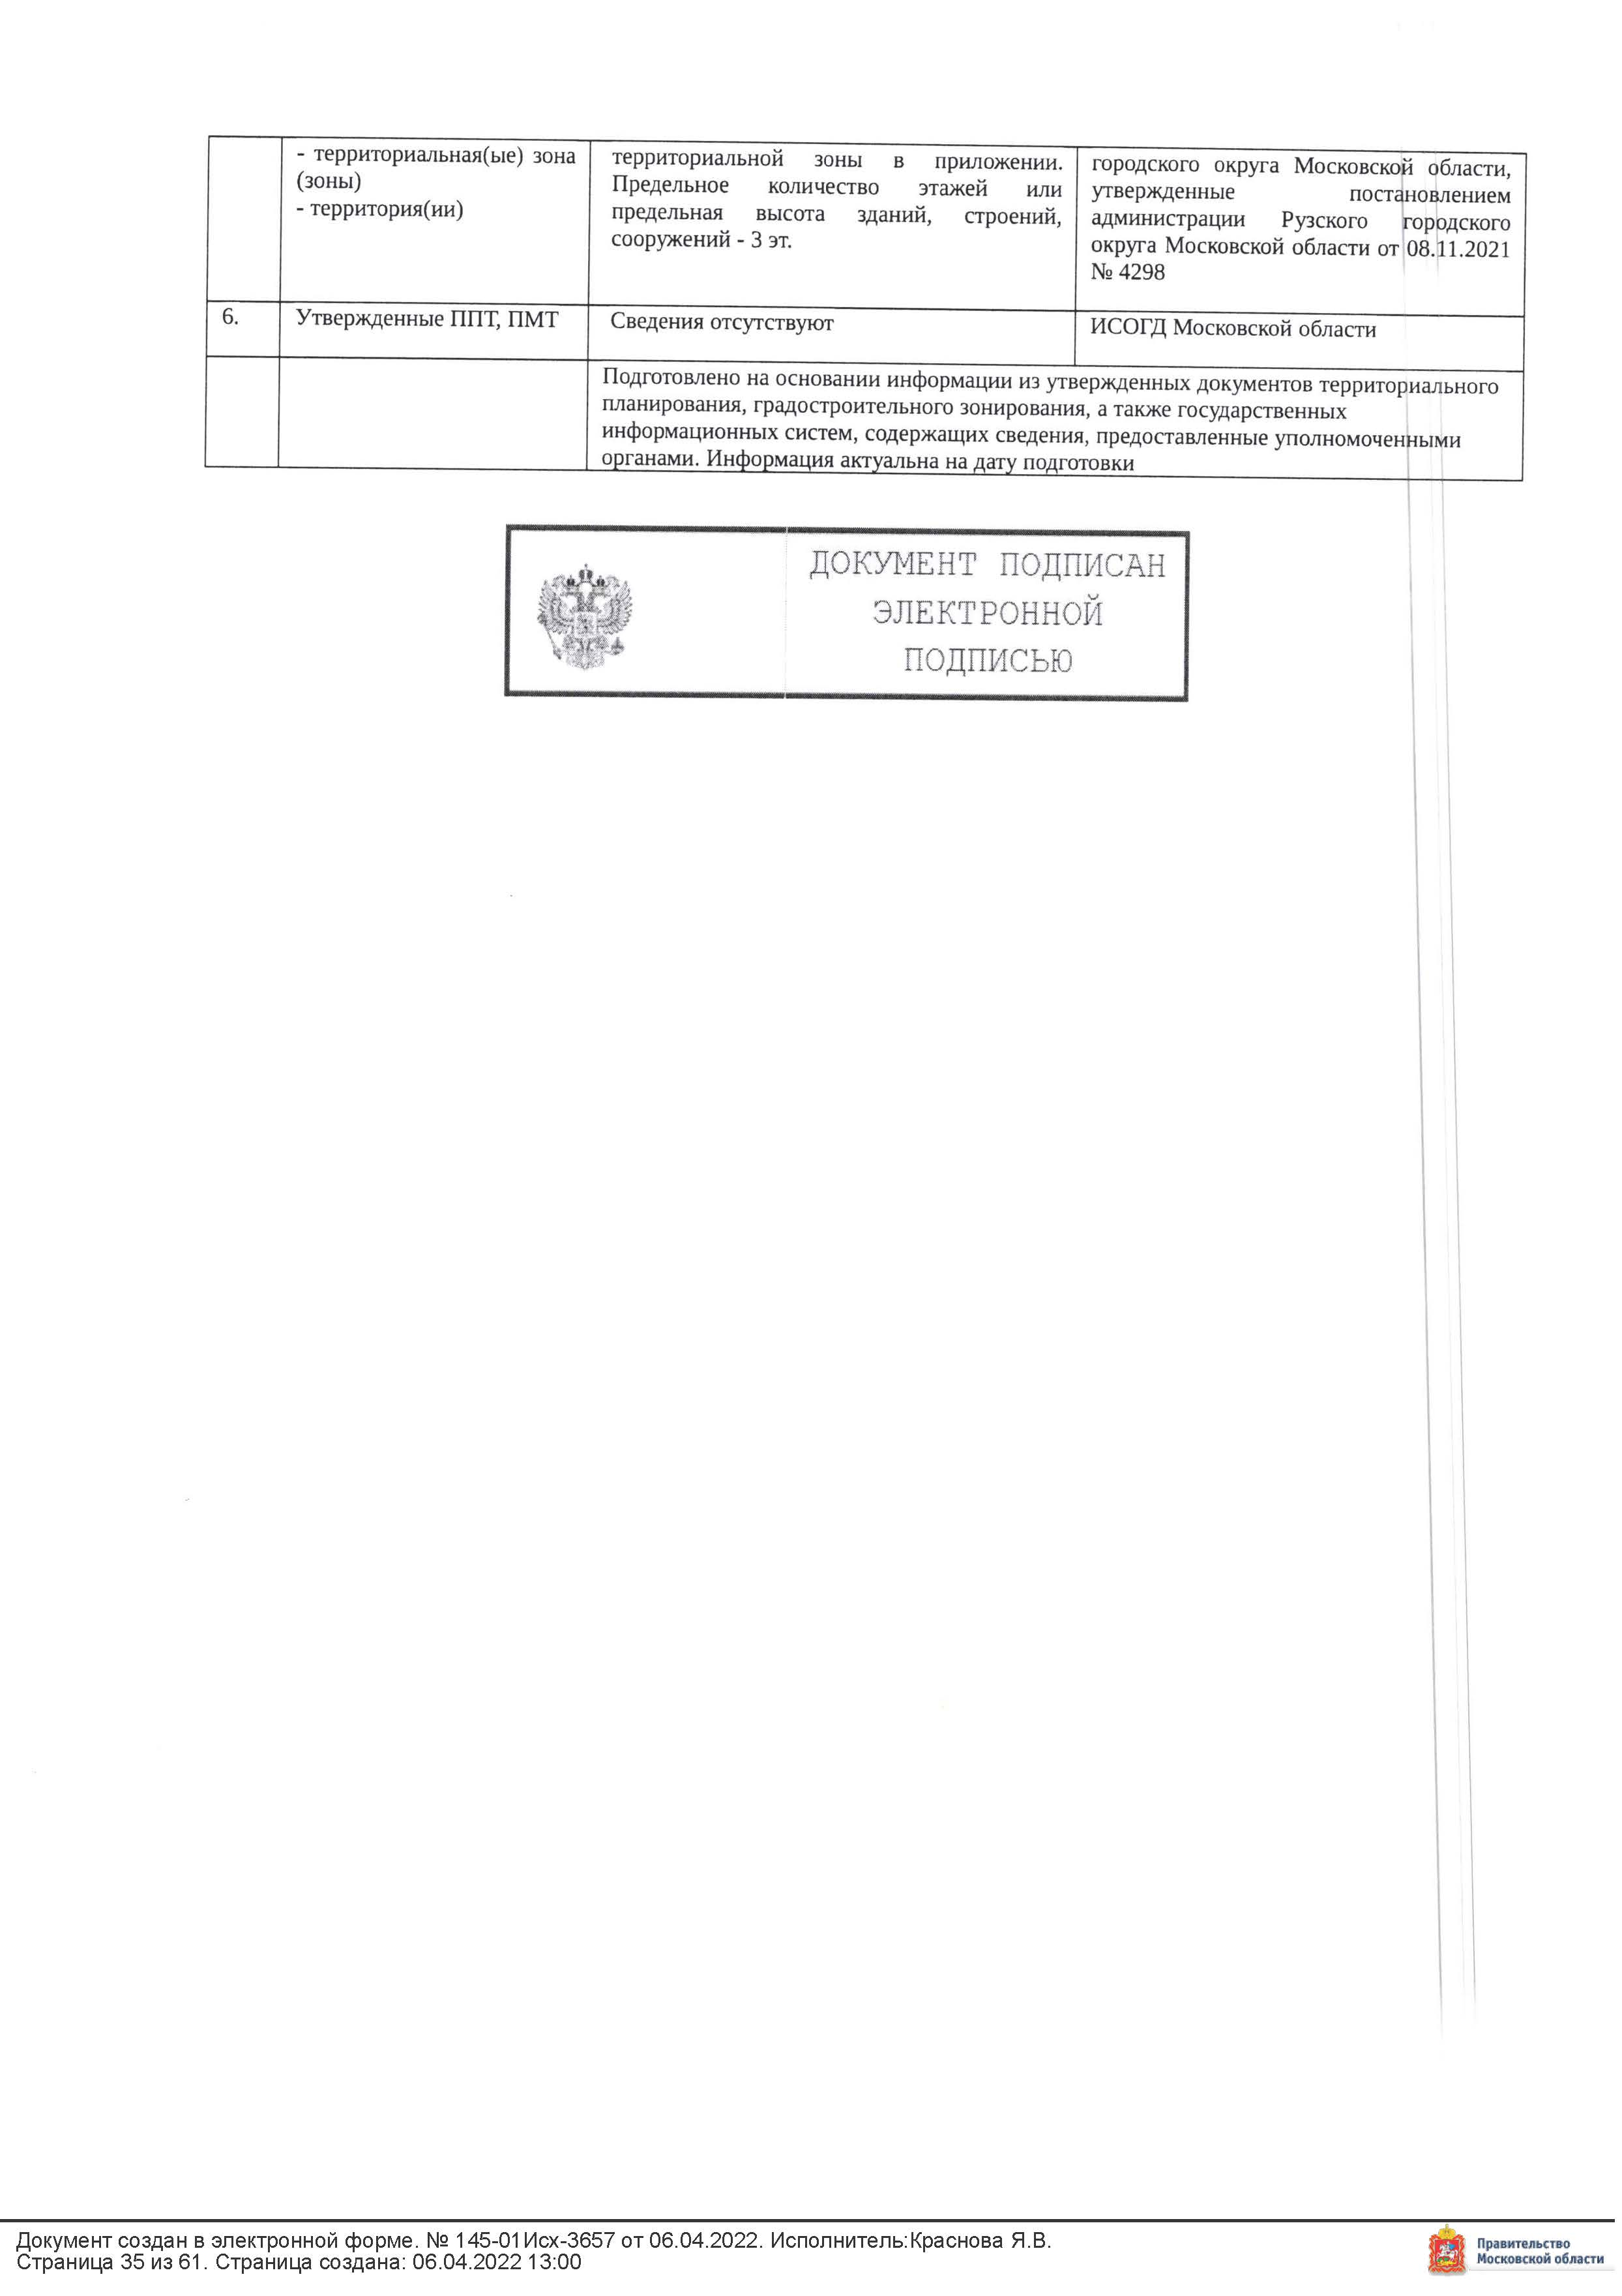 - территориальная(ые) зона
(зоны)
- территория(ии)
территориальной зоны в приложении.
Предельное количество этажей или
предельная высота зданий, строений,
сооружений - 3 эт.
городского округа Московской области,
утвержденные постановлением
администрации Рузского городского
округа Московской области от 08.11.2021
№ 4298
6.
Утвержденные ППТ, ПМТ
Сведения отсутствуют
ИСОГД Московской области
Подготовлено на основании информации из утвержденных документов территориального
планирования, градостроительного зонирования, а также государственных
информационных систем, содержащих сведения, предоставленные уполномоченными
органами. Информация актуальна на дату подготовки
ДОКУМЕНТ ПОДПИСАН
ЭЛЕКТРОННОЙ
ПОДПИСЬЮ
Документ создан в электронной форме. № 145-01Исх-3657 от 06.04.2022. Исполнитель:Краснова Я.В.
Страница 35 из 61. Страница создана: 06.04.2022 13:00
Правительство
Московской области